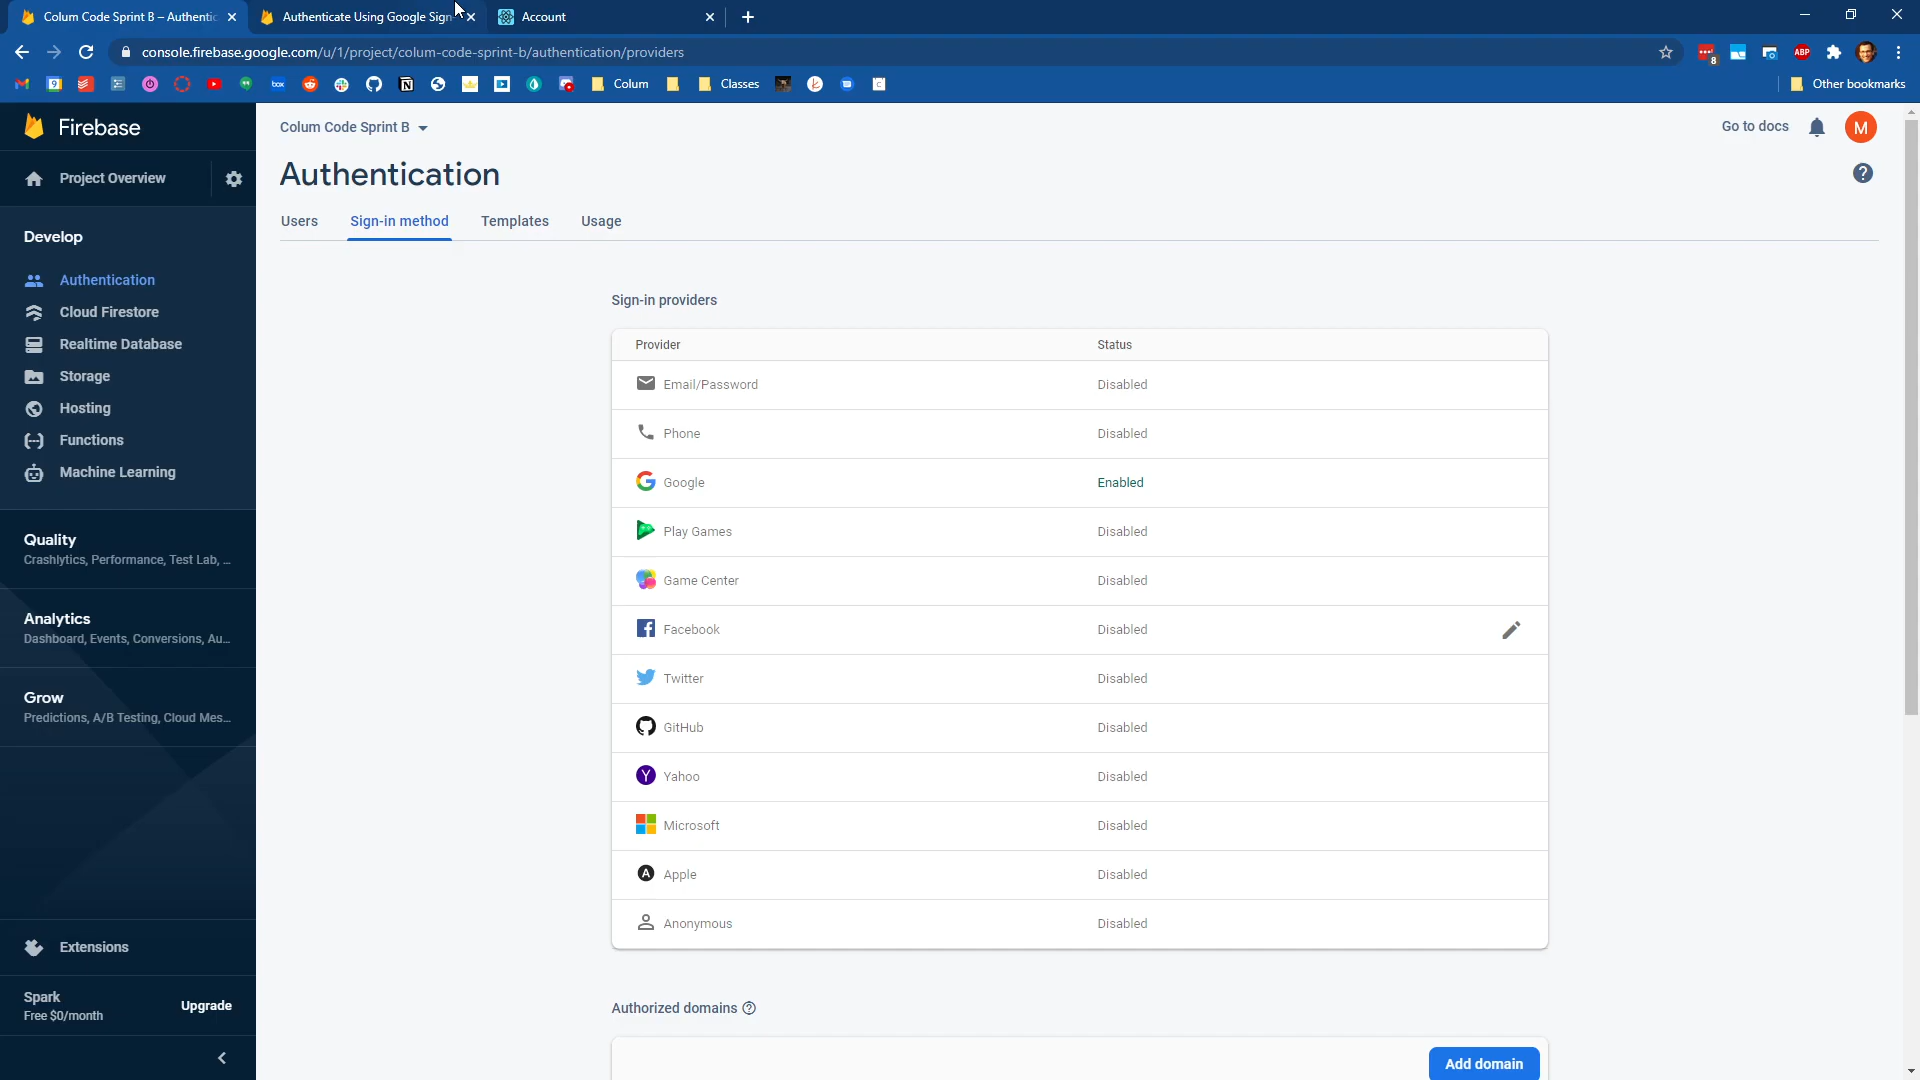 Colum Code Sprint B – Authentic
Authenticate Using Google Sign-
Account
console.firebase.google.com/u/1/project/colum-code-sprint-b/authentication/providers
8
ABP
9
box
Colum
Classes
Other bookmarks
Firebase
Colum Code Sprint B
Go to docs
M
Project Overview
Authentication
?
Users
Sign-in method
Templates
Usage
Develop
Authentication
Cloud Firestore
Realtime Database
Storage
Hosting
Functions
Machine Learning
Quality
Crashlytics, Performance, Test Lab, ...
Analytics
Dashboard, Events, Conversions, Au...
Grow
Predictions, A/B Testing, Cloud Mes...
Extensions
Spark
Free $0/month
Upgrade
Sign-in providers
Provider
Status
Email/Password
Disabled
Phone
Disabled
Google
Enabled
Play Games
Disabled
Game Center
Disabled
Facebook
Disabled
Twitter
Disabled
GitHub
Disabled
Yahoo
Disabled
Microsoft
Disabled
Apple
Disabled
Anonymous
Disabled
Authorized domains
Add domain